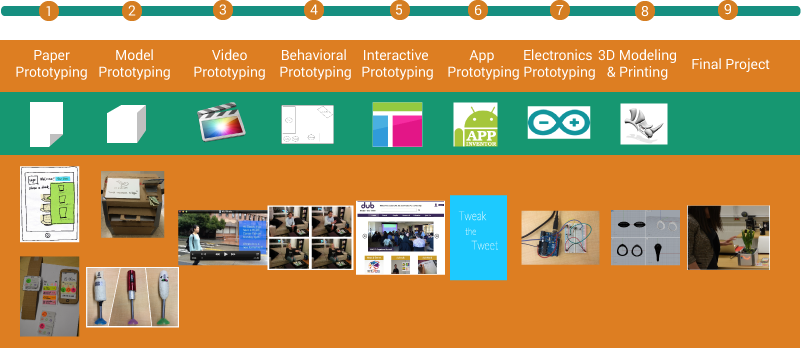 1 2 3 4 5 6 7 8 9
Paper
Prototyping
Model
Prototyping
Video
Prototyping
Behavioral
Prototyping
Interactive
Prototyping
App
Prototyping
Electronics
Prototyping
3D Modeling
& Printing
Final Project
APP
INVENTOR
dub
Tweak
the
Tweet